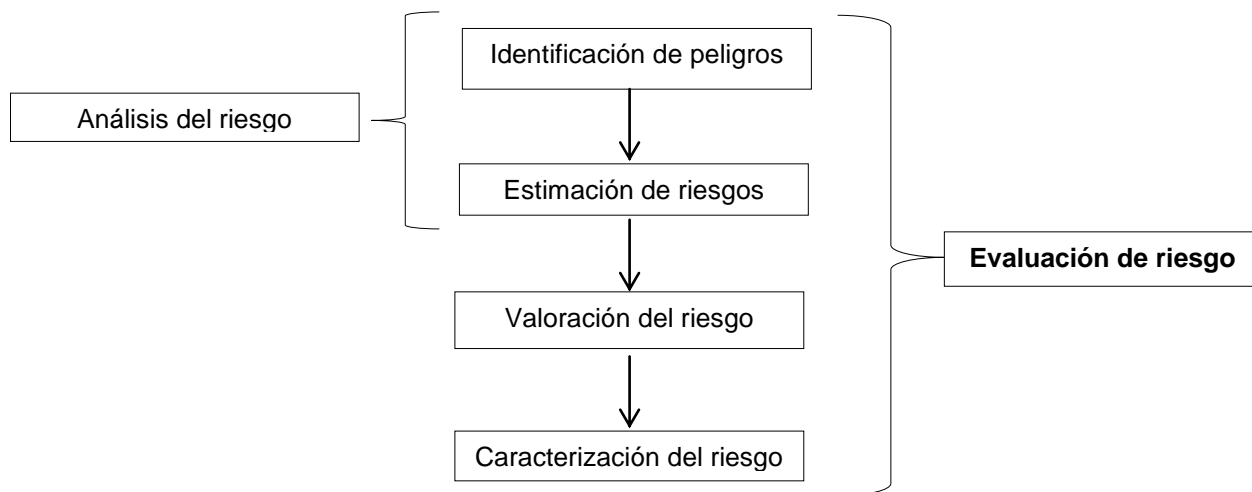 Identificación de peligros
Análisis del riesgo
Estimación de riesgos
Evaluación de riesgo
Valoración del riesgo
Caracterización del riesgo